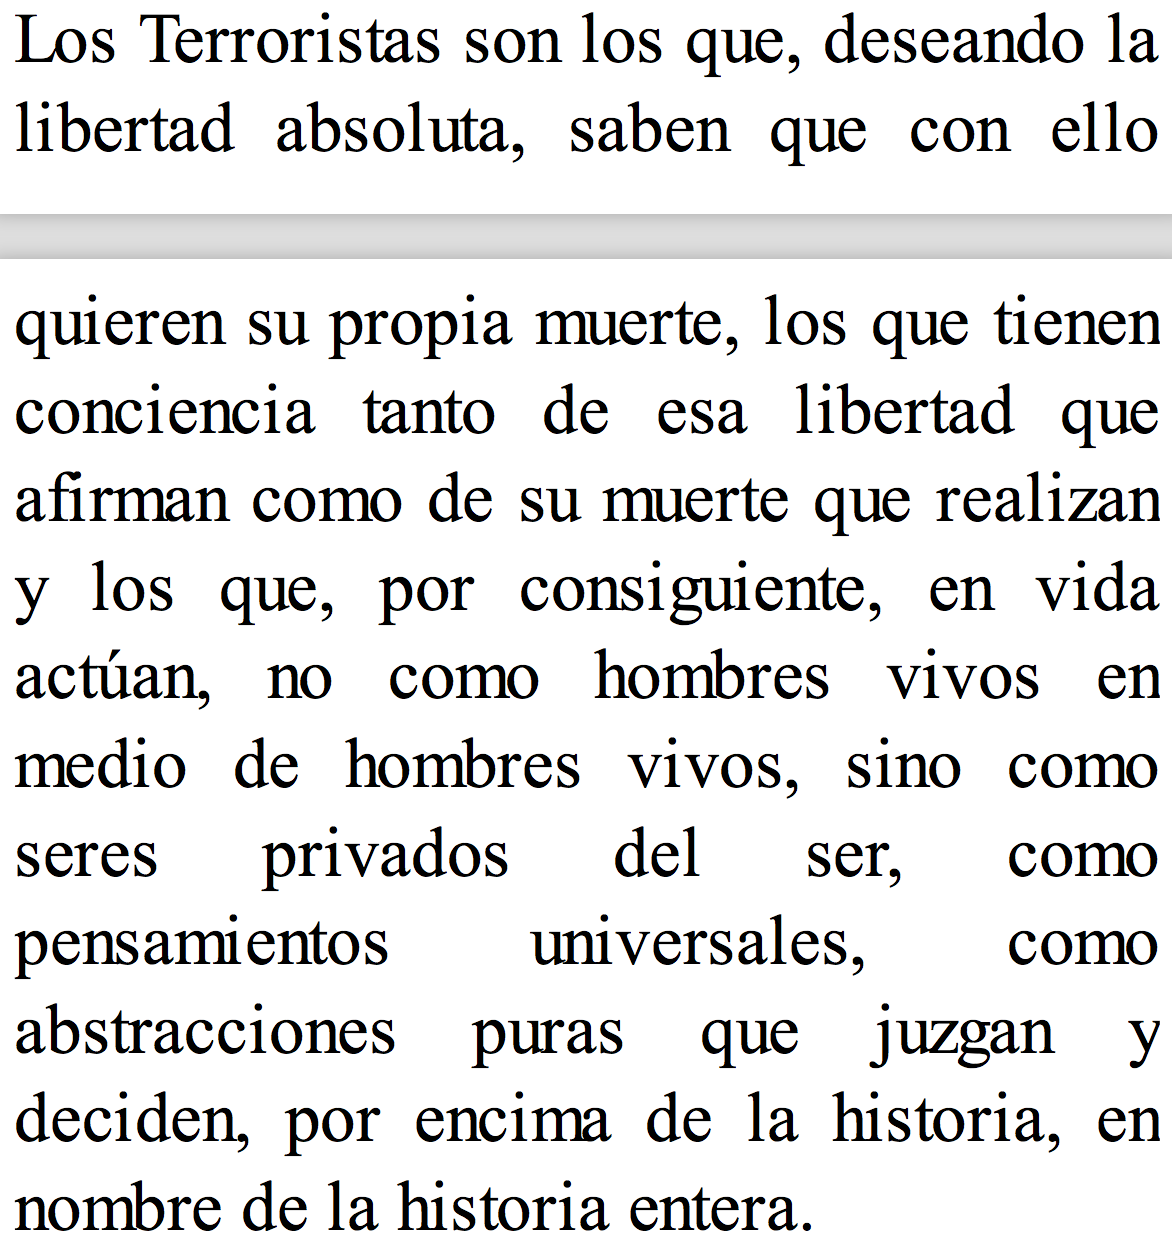 Los Terroristas son los que, deseando la
libertad absoluta, saben que con ello
quieren su propia muerte, los que tienen
conciencia tanto de esa libertad que
afirman como de su muerte que realizan
y los que, por consiguiente, en vida
actúan, no como hombres vivos en
medio de hombres vivos, sino como
seres privados del ser, como
pensamientos universales, como
abstracciones puras que juzgan y
deciden, por encima de la historia, en
nombre de la historia entera.